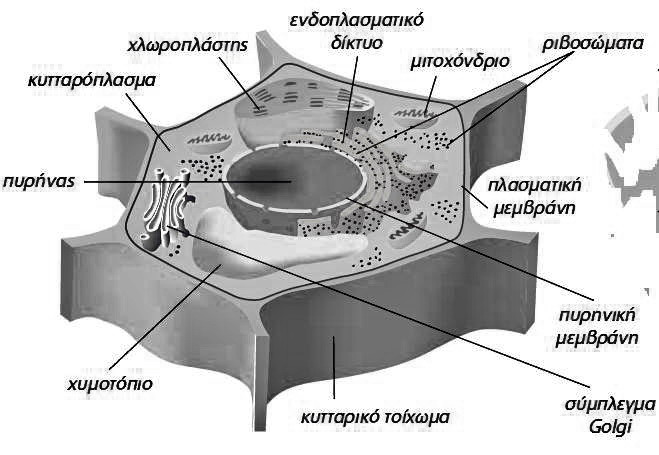 ενδοπλασματικό
δίκτυο
χλωροπλάστης
ριβοσώματα
μιτοχόνδριο
κυτταρόπλασμα
πυρήνας
πλασματική
μεμβράνη
πυρηνική
μεμβράνη
χυμοτόπιο
κυτταρικό τοίχωμα
σύμπλεγμα
Golgi